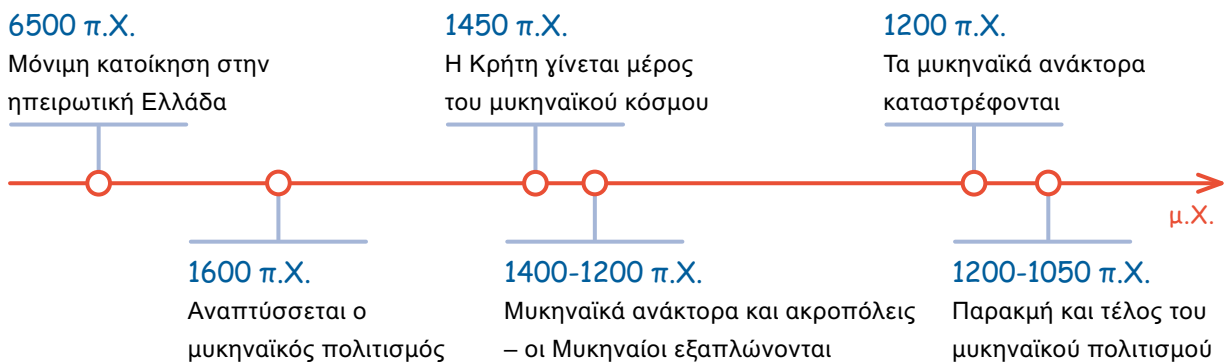 6500 π.Χ.
Μόνιμη κατοίκηση στην
ηπειρωτική Ελλάδα
1450 π.Χ.
Η Κρήτη γίνεται μέρος
του μυκηναϊκού κόσμου
1200 π.Χ.
Τα μυκηναϊκά ανάκτορα
καταστρέφονται
μ.Χ.
1600 π.Χ.
Αναπτύσσεται ο
μυκηναϊκός πολιτισμός
1400-1200 π.Χ.
Μυκηναϊκά ανάκτορα και ακροπόλεις
– οι Μυκηναίοι εξαπλώνονται
1200-1050 π.Χ.
Παρακμή και τέλος του
μυκηναϊκού πολιτισμού